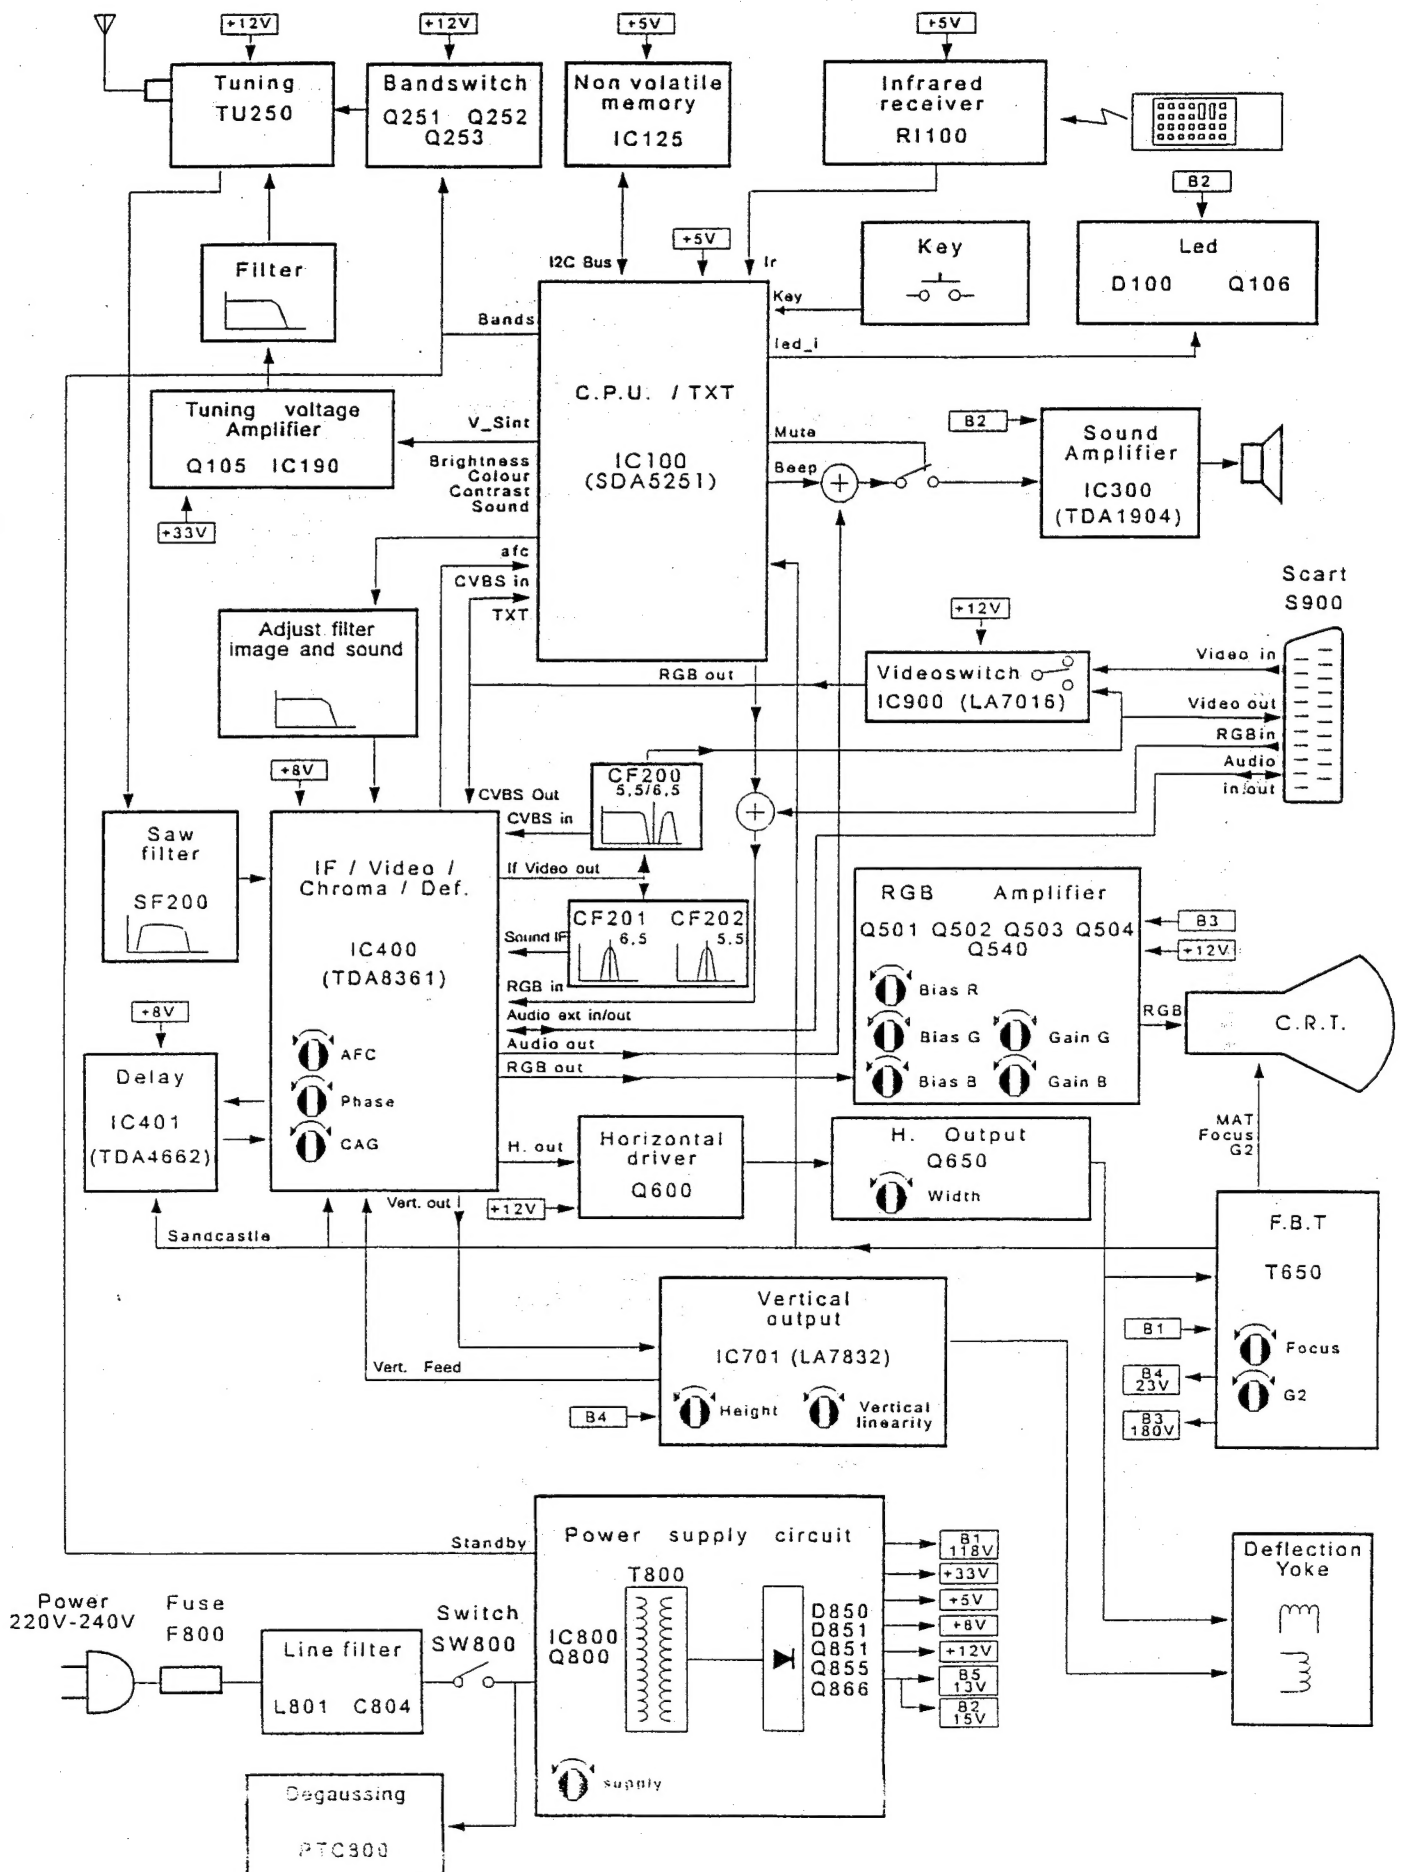 +12V
+12V
+5V
+5V
Tuning
TU250
Bandswitch
Q251 Q252
Q253
Non volatile
memory
IC125
Infrared
receiver
RI100
B2
Led
D100 Q106
Key
Filter
+5V
I2C Bus
Ir
Key
Bands
led_i
C.P.U. / TXT
IC100
(SDA5251)
Tuning voltage
Amplifier
Q105 IC190
+33V
V_Sint
Brightness
Colour
Contrast
Sound
afc
CVBS in
TXT
Mute
Beep
B2
Sound
Amplifier
IC300
(TDA1904)
Scart
S900
+12V
Adjust filter
image and sound
RGB out
Videoswitch
IC900 (LA7016)
Video in
Video out
RGBin
Audio
in/out
+8V
CF200
5,5/6,5
CVBS Out
CVBS in
Saw
filter
SF200
IF / Video /
Chroma / Def.
IC400
(TDA8361)
If Video out
CF201 CF202
6,5 5,5
Sound IF
RGB in
Audio ext in/out
Audio out
RGB out
RGB Amplifier
Q501 Q502 Q503 Q504
Q540
B3
+12V
Bias R
Bias G
Gain G
Bias B
Gain B
RGB
C.R.T.
+8V
Delay
IC401
(TDA4662)
AFC
Phase
CAG
H. out
Horizontal
driver
Q600
+12V
H. Output
Q650
Width
MAT
Focus
G2
Vert. out
Sandcastle
F.B.T
T650
B1
Focus
B4
23V
G2
B3
180V
Vertical
output
IC701 (LA7832)
Vert. Feed
B4
Height
Vertical
linearity
Standby
Power supply circuit
T800
IC800
Q800
D850
D851
Q851
Q855
Q866
B1
118V
+33V
+5V
+8V
+12V
B5
13V
B2
15V
supply
Deflection
Yoke
Power
220V-240V
Fuse
F800
Line filter
L801 C804
Switch
SW800
Degaussing